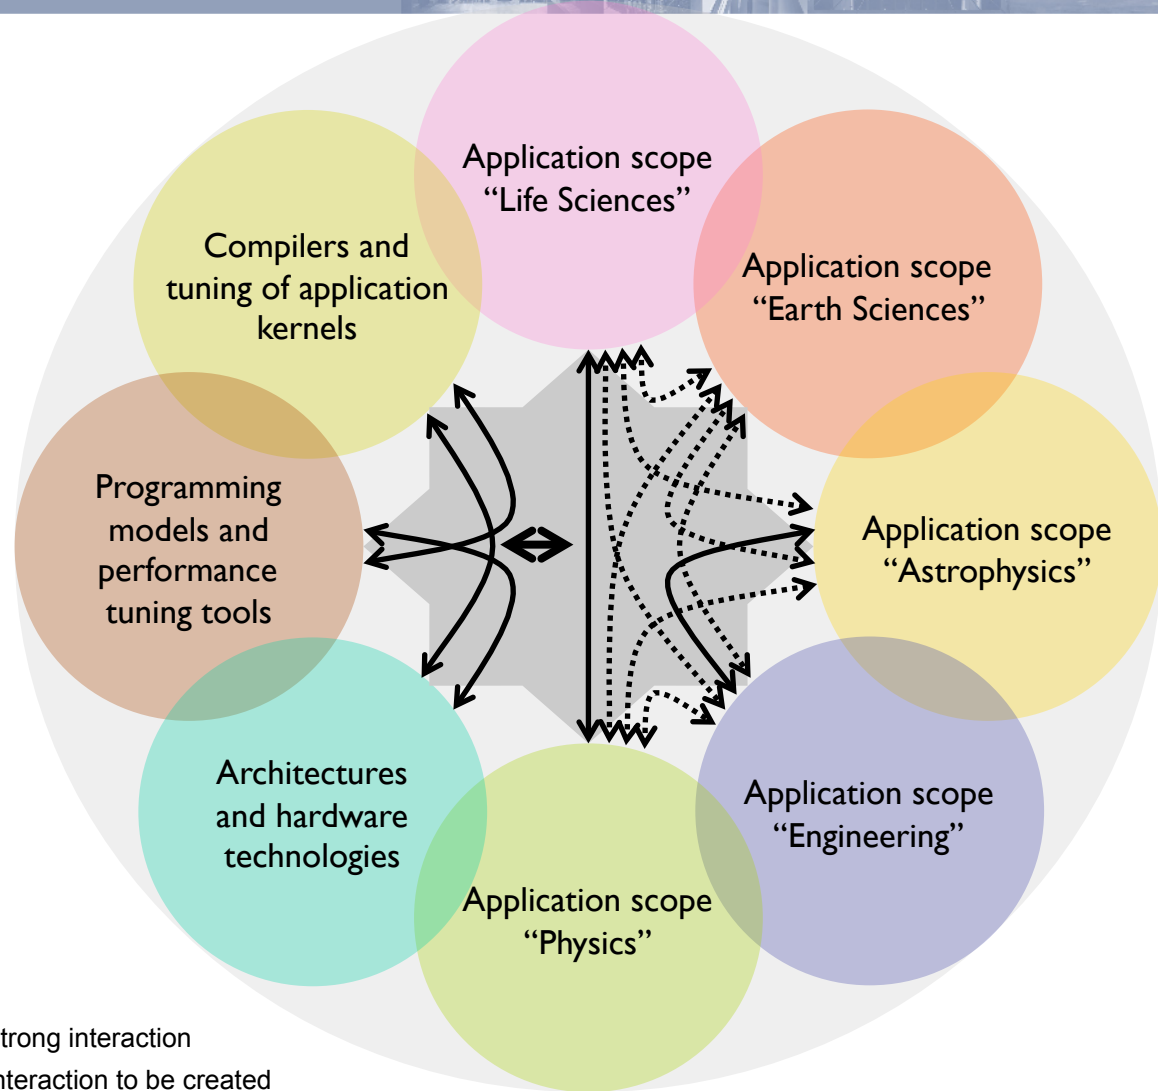 Application scope
“Life Sciences”
Application scope
“Earth Sciences”
Compilers and
tuning of application
kernels
Programming
models and
performance
tuning tools
Application scope
“Astrophysics”
Architectures
and hardware
technologies
Application scope
“Engineering”
Application scope
“Physics”
trong interaction
nteraction to be created